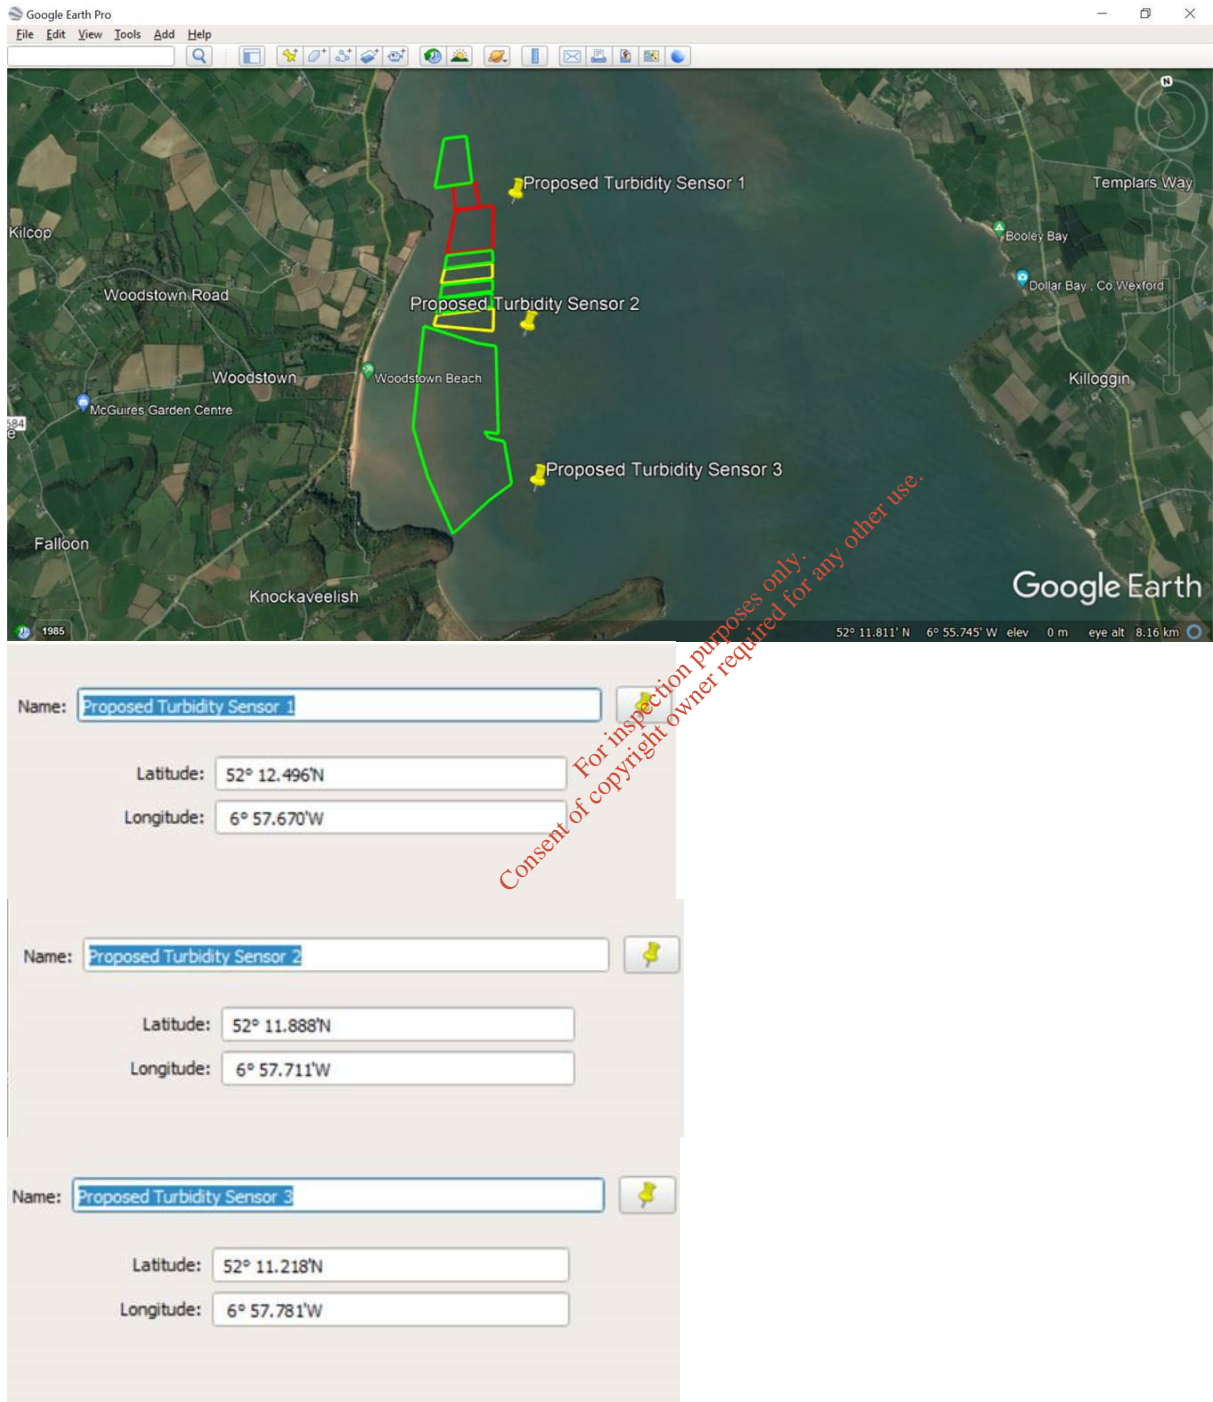 Google Earth Pro
File Edit View Tools Add Help
N
Proposed Turbidity Sensor 1
Templars Way
Kilcop
Booley Bay
Dollar Bay , Co.Wexford
Woodstown Road
Proposed Turbidity Sensor 2
Woodstown
Woodstown Beach
Killoggin
McGuires Garden Centre
584
e
Proposed Turbidity Sensor 3
Falloon
Knockaveelish
Google Earth
1985
52° 11.811' N 6° 55.745' W elev 0 m eye alt 8.16 km
For inspection purposes only.
Consent of copyright owner required for any other use.
Name: Proposed Turbidity Sensor 1
Latitude: 52° 12.496'N
Longitude: 6° 57.670'W
Name: Proposed Turbidity Sensor 2
Latitude: 52° 11.888'N
Longitude: 6° 57.711'W
Name: Proposed Turbidity Sensor 3
Latitude: 52° 11.218'N
Longitude: 6° 57.781'W